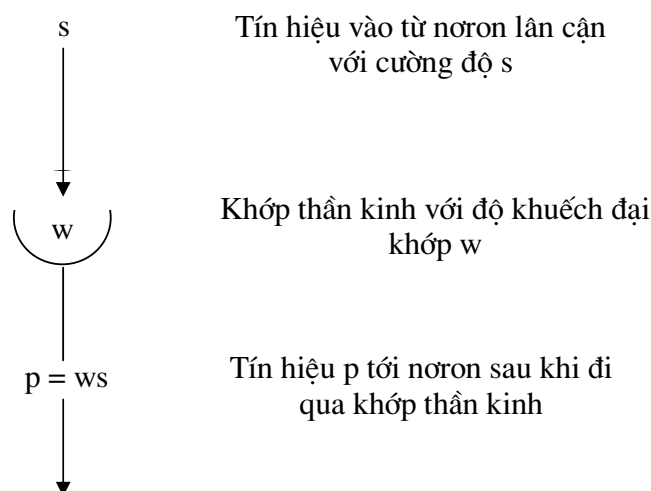 s
Tín hiệu vào từ nơron lân cận
với cường độ s
w
Khớp thần kinh với độ khuếch đại
khớp w
p = ws
Tín hiệu p tới nơron sau khi đi
qua khớp thần kinh